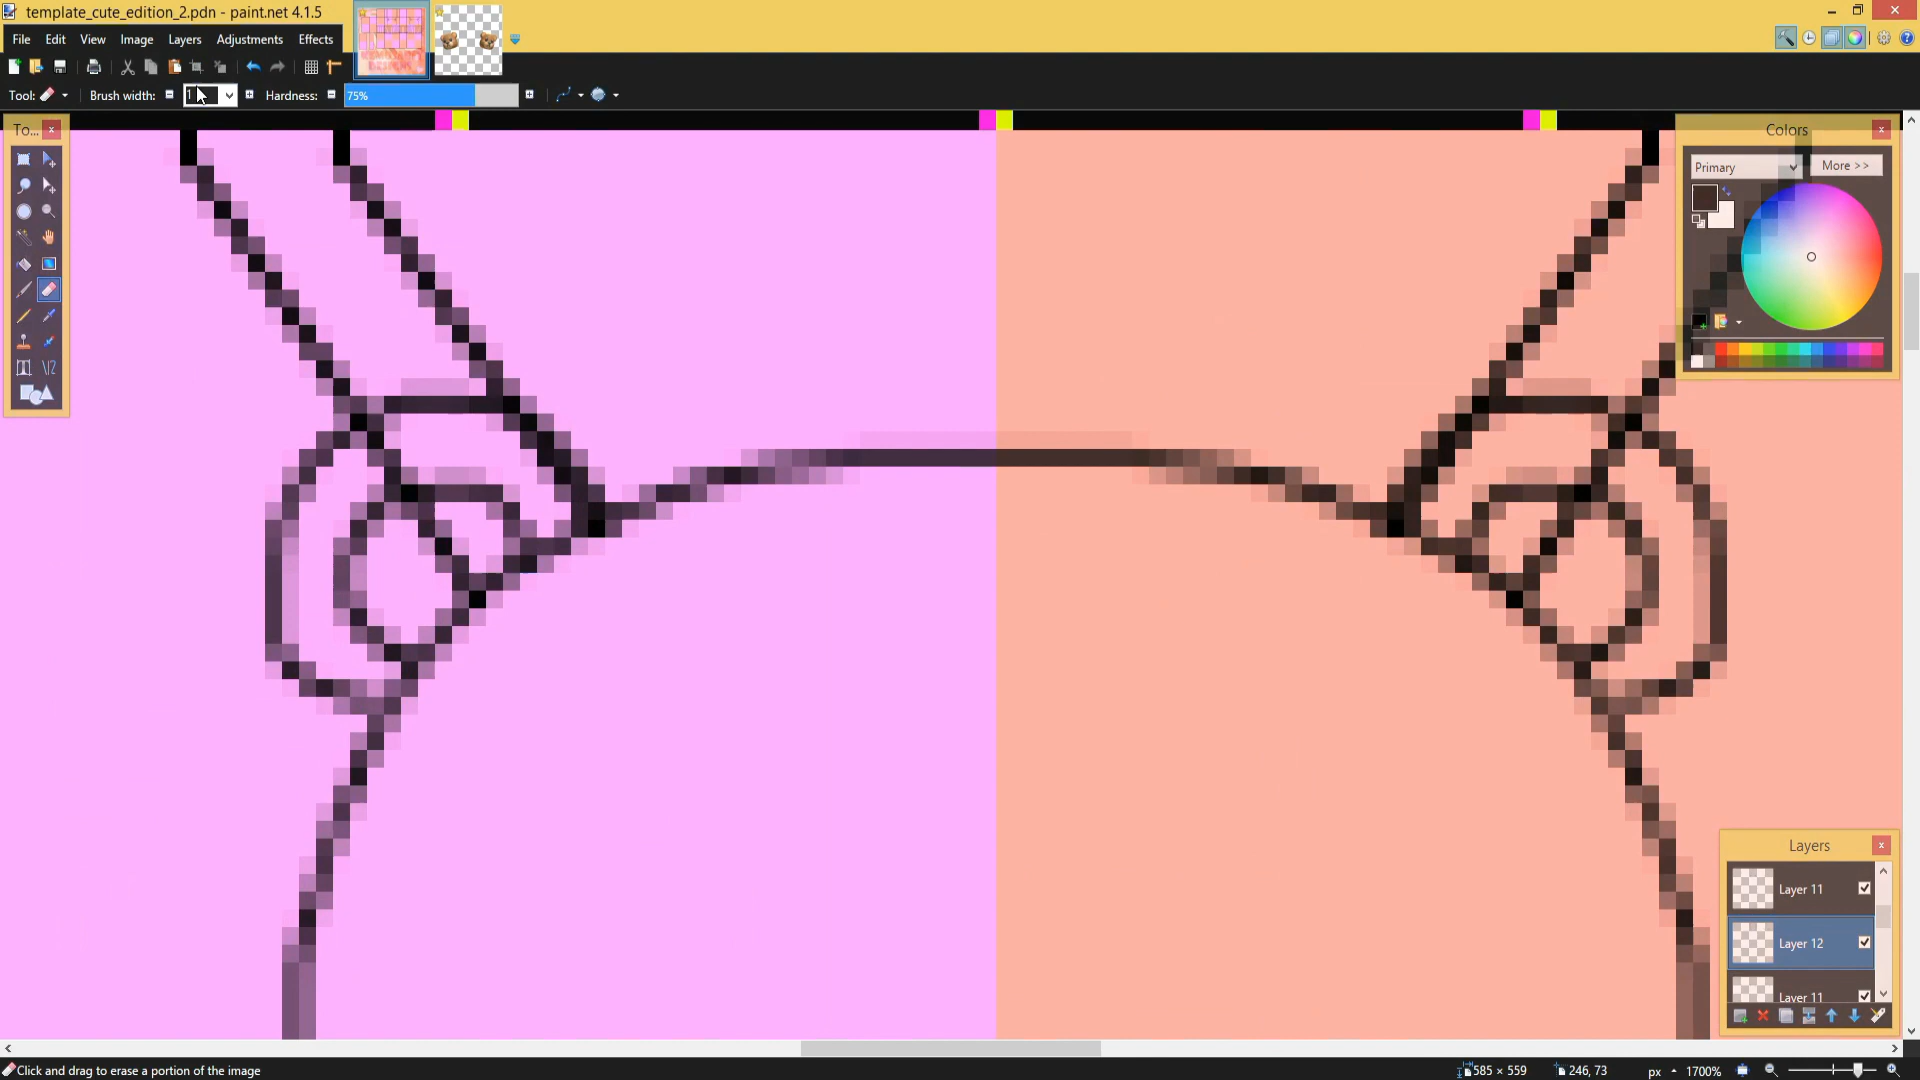 template_cute_edition_2.pdn - paint.net 4.1.5
File Edit View Image Layers Adjustments Effects
Tool: Brush width: 1 Hardness: 75%
To...
Colors
Primary More >>
Layers
Layer 11
Layer 12
Layer 11
Click and drag to erase a portion of the image 585 × 559 246, 73 px 1700%